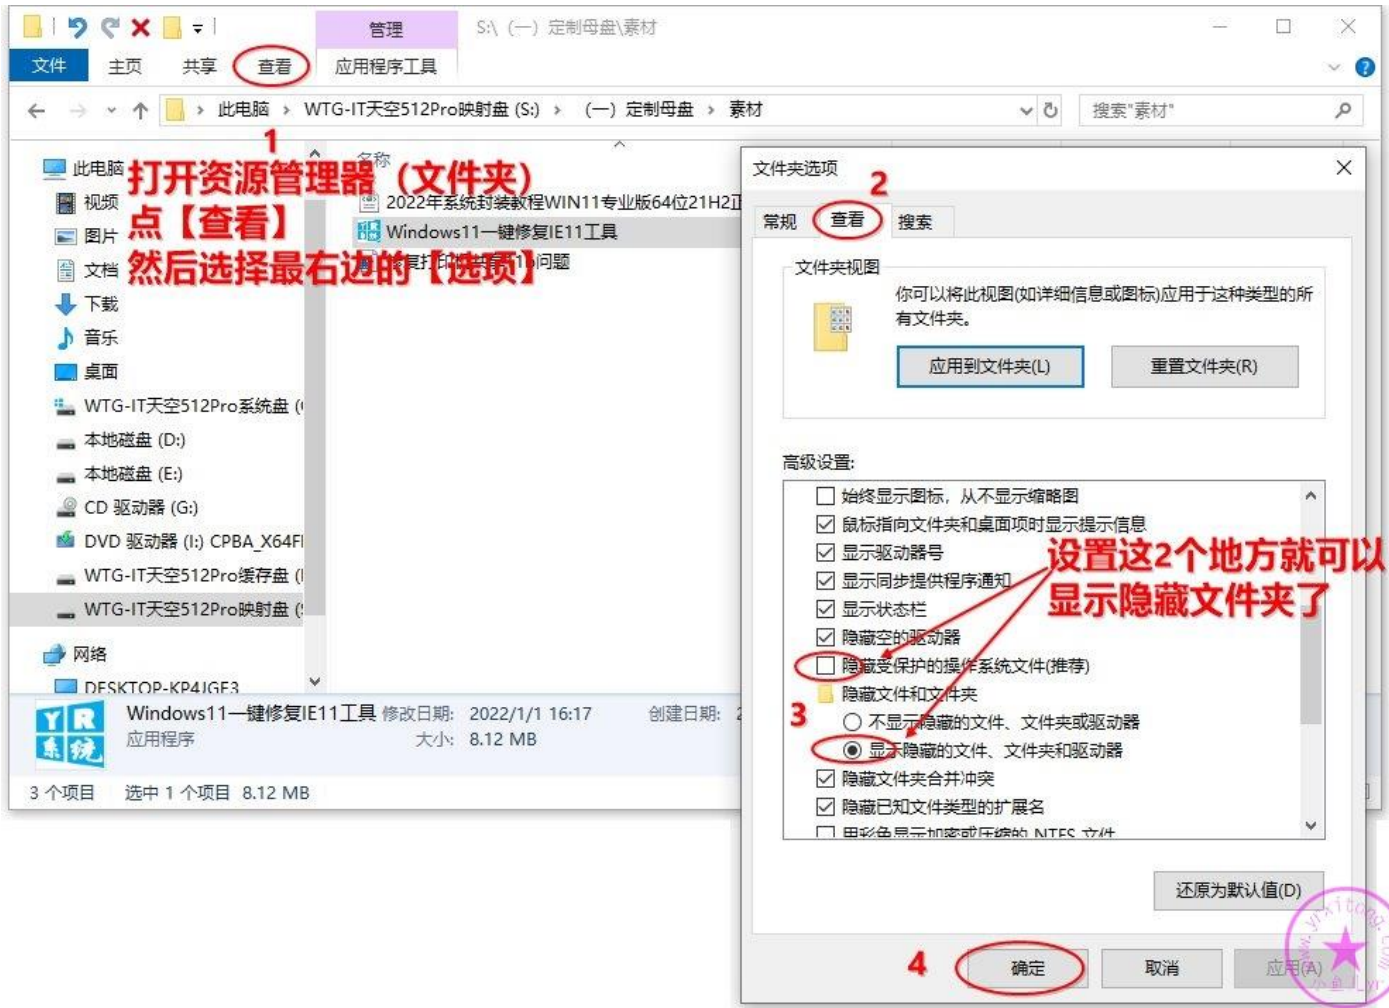 管理
S:\（一）定制母盘\素材
文件 主页 共享 查看 应用程序工具
此电脑 WTG-IT天空512Pro映射盘 (S:) （一）定制母盘 素材
搜索"素材"
1
打开资源管理器（文件夹）
点【查看】
然后选择最右边的【选项】
此电脑
视频
图片
文档
下载
音乐
桌面
WTG-IT天空512Pro系统盘 (
本地磁盘 (D:)
本地磁盘 (E:)
CD 驱动器 (G:)
DVD 驱动器 (I:) CPBA_X64F
WTG-IT天空512Pro缓存盘 (
WTG-IT天空512Pro映射盘 (
网络
DESKTOP-KP4JGF3
名称
2022年系统封装教程WIN11专业版64位21H2正
Windows11一键修复IE11工具
Windows11一键修复IE11工具 修改日期: 2022/1/1 16:17 创建日期: 2
应用程序 大小: 8.12 MB
YR
系统
3 个项目 选中 1 个项目 8.12 MB
文件夹选项
2
常规 查看 搜索
文件夹视图
你可以将此视图(如详细信息或图标)应用于这种类型的所
有文件夹。
应用到文件夹(L) 重置文件夹(R)
高级设置:
始终显示图标，从不显示缩略图
鼠标指向文件夹和桌面项时显示提示信息
显示驱动器号
显示同步提供程序通知
显示状态栏
隐藏空的驱动器
隐藏受保护的操作系统文件(推荐)
隐藏文件和文件夹
不显示隐藏的文件、文件夹或驱动器
显示隐藏的文件、文件夹和驱动器
隐藏文件夹合并冲突
隐藏已知文件类型的扩展名
用彩色显示加密或压缩的 NTFS 文件
设置这2个地方就可以
显示隐藏文件夹了
3
还原为默认值(D)
4
确定 取消 应用(A)
www.yrxitong.com